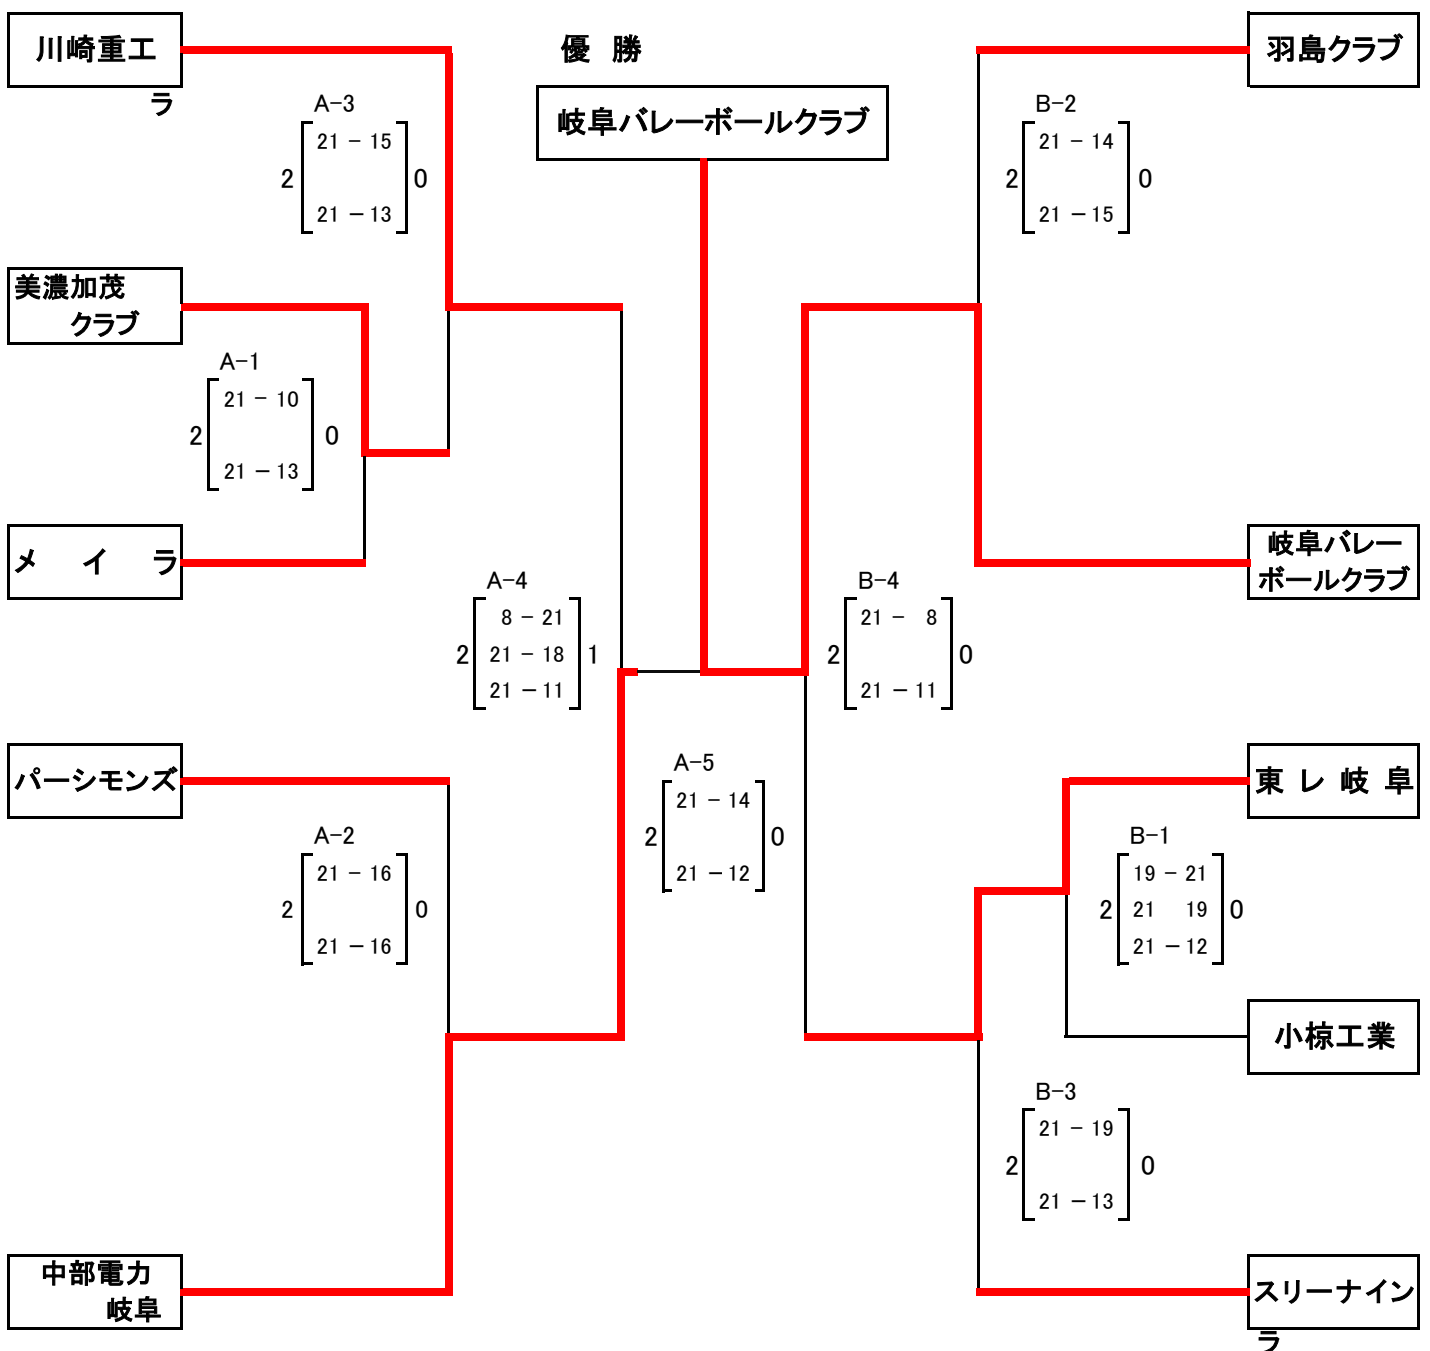 優 勝
岐阜バレーボールクラブ
川崎重工
ラ
A-3
2 21 - 15 0
21 - 13
美濃加茂
クラブ
A-1
21 - 10
2 0
21 - 13
メ イ ラ
A-4
8 - 21
2 21 - 18 1
21 - 11
パーシモンズ
A-2
21 - 16
2 0
21 - 16
中部電力
岐阜
A-5
21 - 14
2 0
21 - 12
羽島クラブ
B-2
21 - 14
2 0
21 - 15
岐阜バレー
ボールクラブ
B-4
21 - 8
2 0
21 - 11
東 レ 岐 阜
B-1
19 - 21
2 21 19 0
21 - 12
小椋工業
B-3
21 - 19
2 0
21 - 13
スリーナイン
ラ